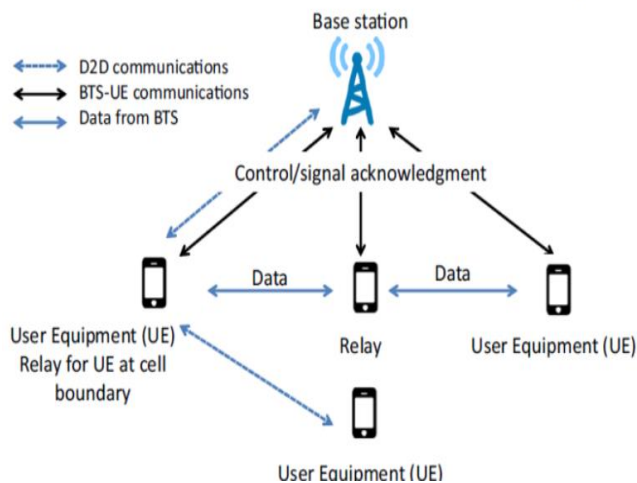 Base station
D2D communications
BTS-UE communications
Data from BTS
Control/signal acknowledgment
Data
Data
User Equipment (UE)
Relay for UE at cell
boundary
Relay
User Equipment (UE)
User Equipment (UE)